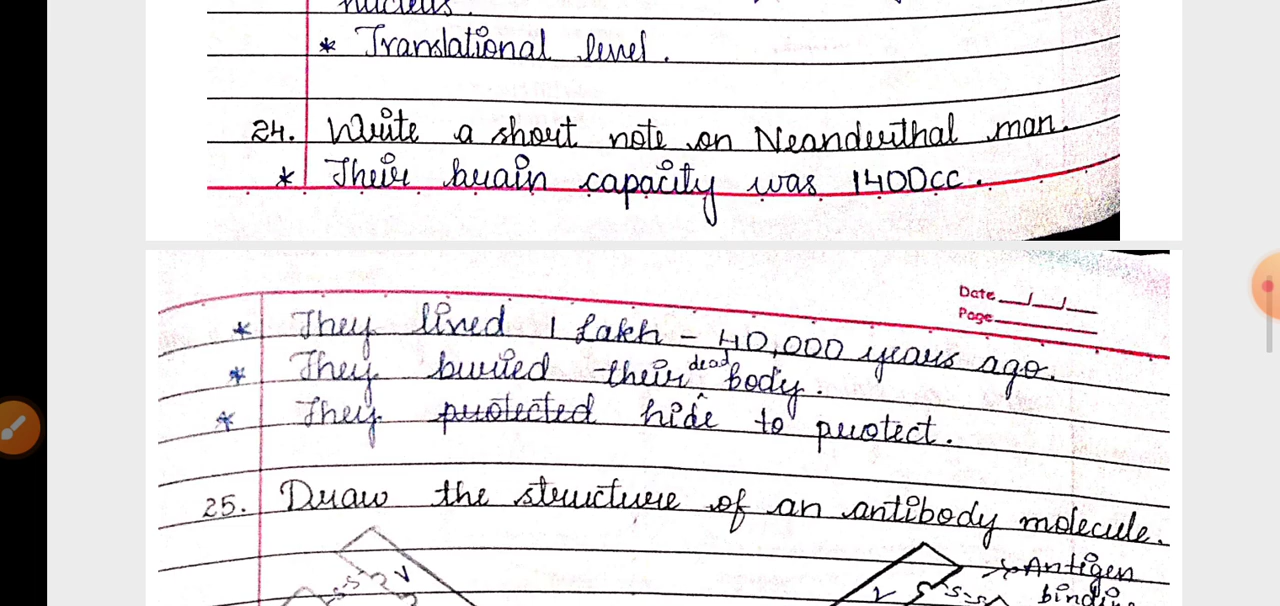 nucleus.
* Translational level.
24. Write a short note on Neanderthal man.
* Their brain capacity was 1400cc.
Date
Page
* They lived 1 lakh - 40,000 years ago.
* They buried their dead body.
* They protected hide to protect.
25. Draw the structure of an antibody molecule.
Antigen
S-S V
V S=S